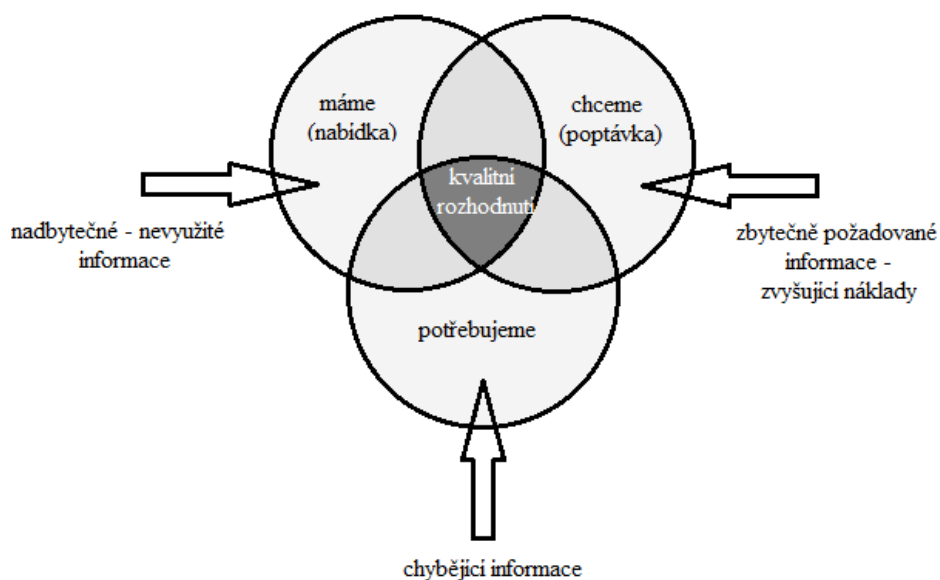 máme
(nabídka)
chceme
(poptávka)
kvalitní
rozhodnutí
nadbytečné - nevyužité
informace
zbytečně požadované
informace -
zvyšující náklady
potřebujeme
chybějící informace